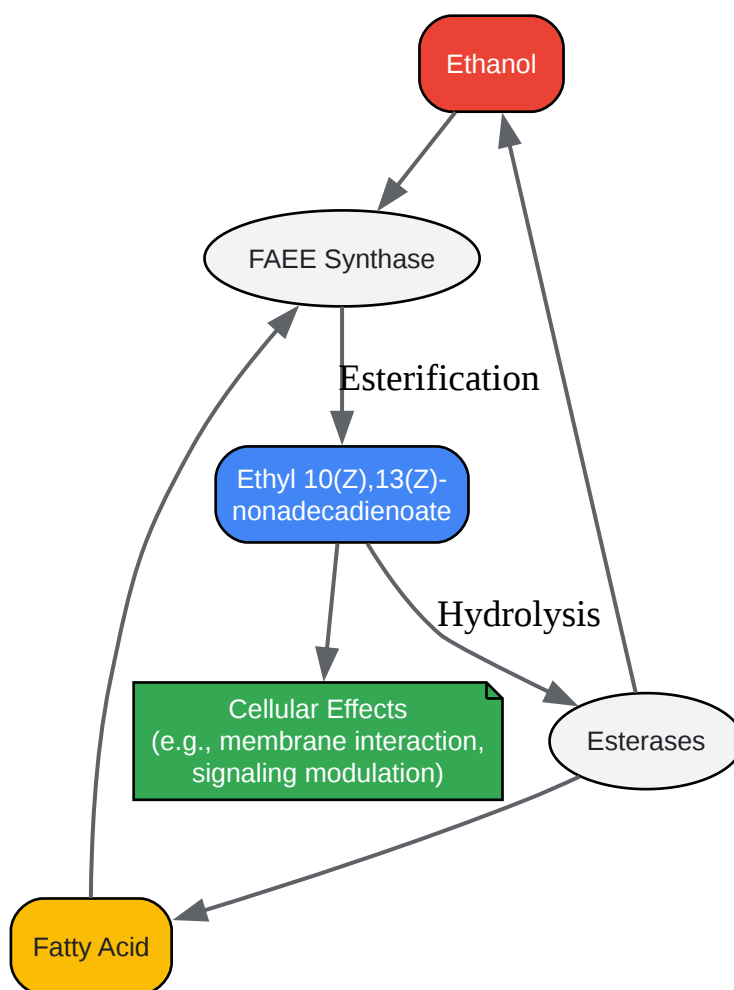 Ethanol
FAEE Synthase
Esterification
Ethyl 10(Z),13(Z)-
nonadecadienoate
Hydrolysis
Cellular Effects
(e.g., membrane interaction,
signaling modulation)
Esterases
Fatty Acid